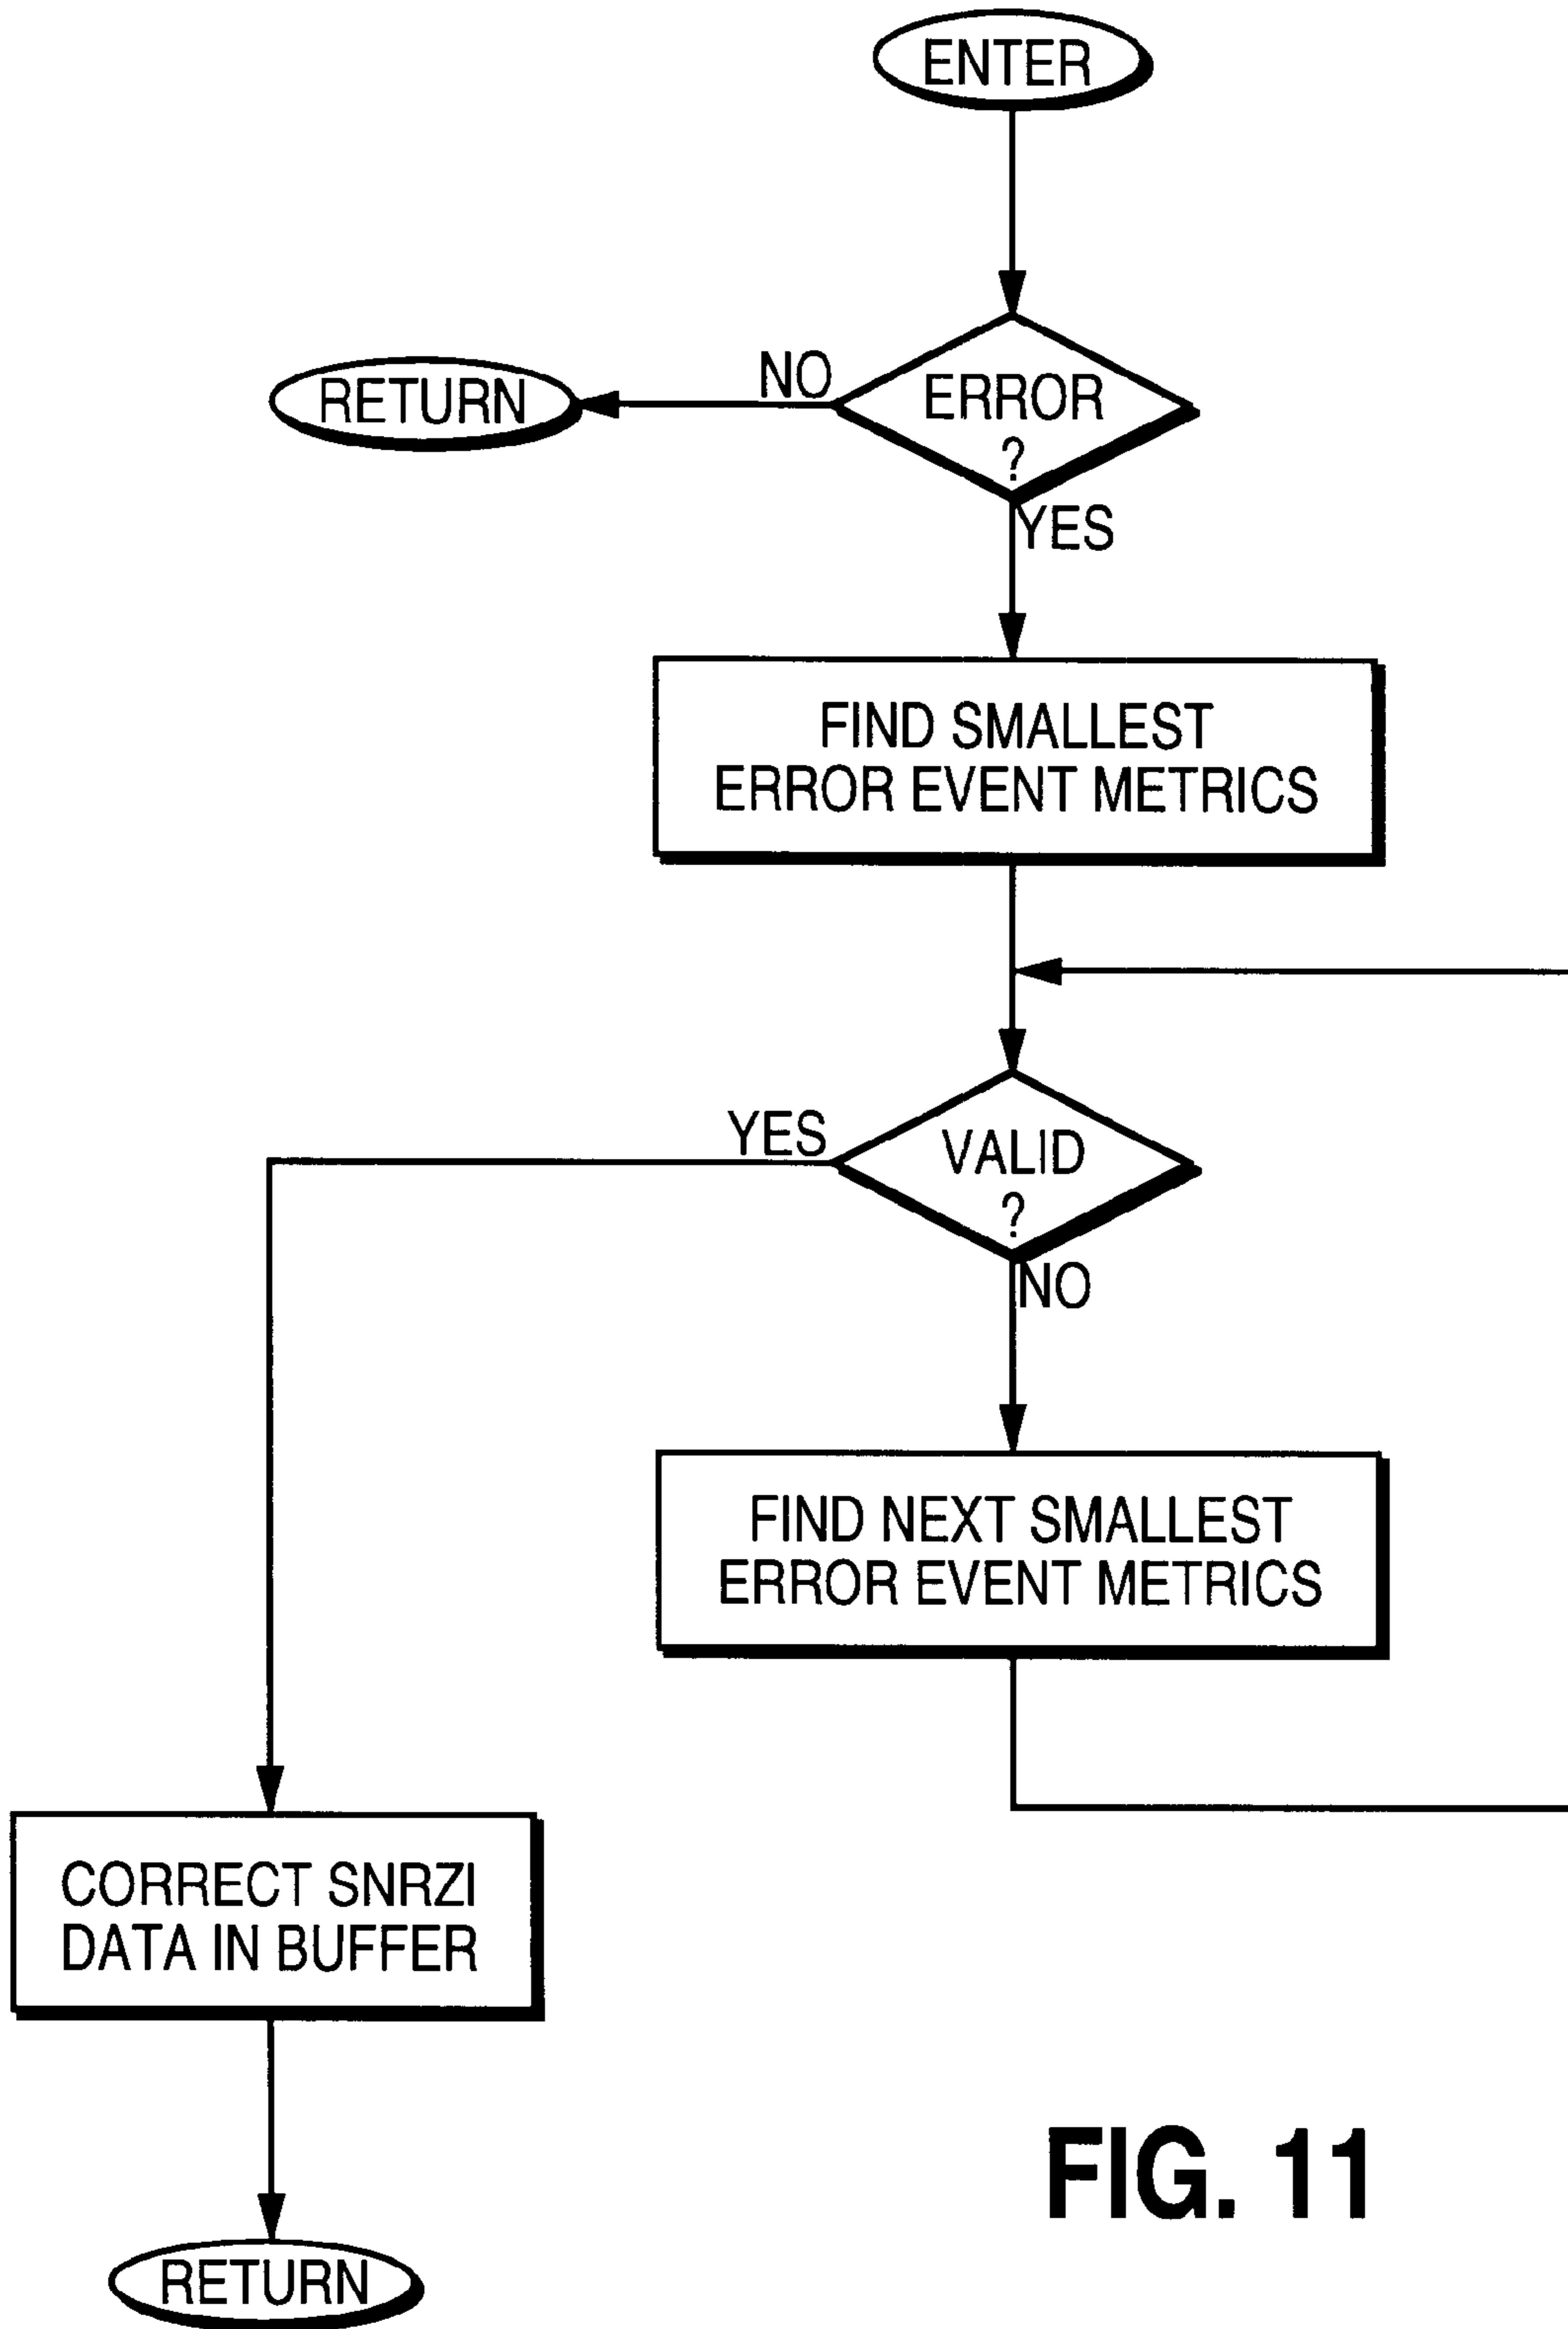 ENTER
NO
RETURN
ERROR
?
YES
FIND SMALLEST
ERROR EVENT METRICS
YES
VALID
?
NO
FIND NEXT SMALLEST
ERROR EVENT METRICS
CORRECT SNRZI
DATA IN BUFFER
RETURN
FIG. 11